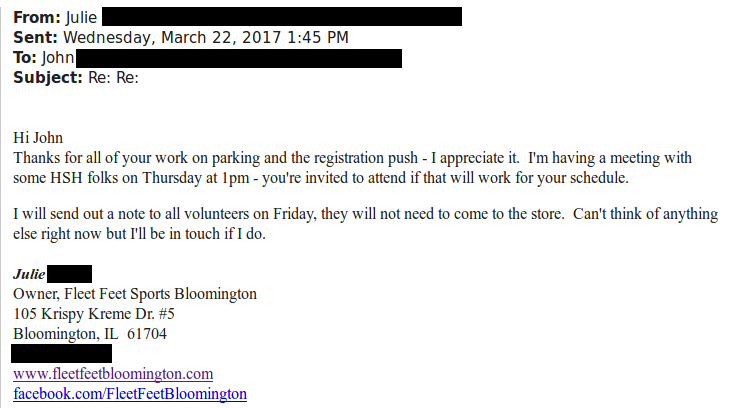 From: Julie
Sent: Wednesday, March 22, 2017 1:45 PM
To: John
Subject: Re: Re:
Hi John
Thanks for all of your work on parking and the registration push - I appreciate it.  I'm having a meeting with
some HSH folks on Thursday at 1pm - you're invited to attend if that will work for your schedule.
I will send out a note to all volunteers on Friday, they will not need to come to the store.  Can't think of anything
else right now but I'll be in touch if I do.
Julie
Owner, Fleet Feet Sports Bloomington
105 Krispy Kreme Dr. #5
Bloomington, IL  61704
www.fleetfeetbloomington.com
facebook.com/FleetFeetBloomington